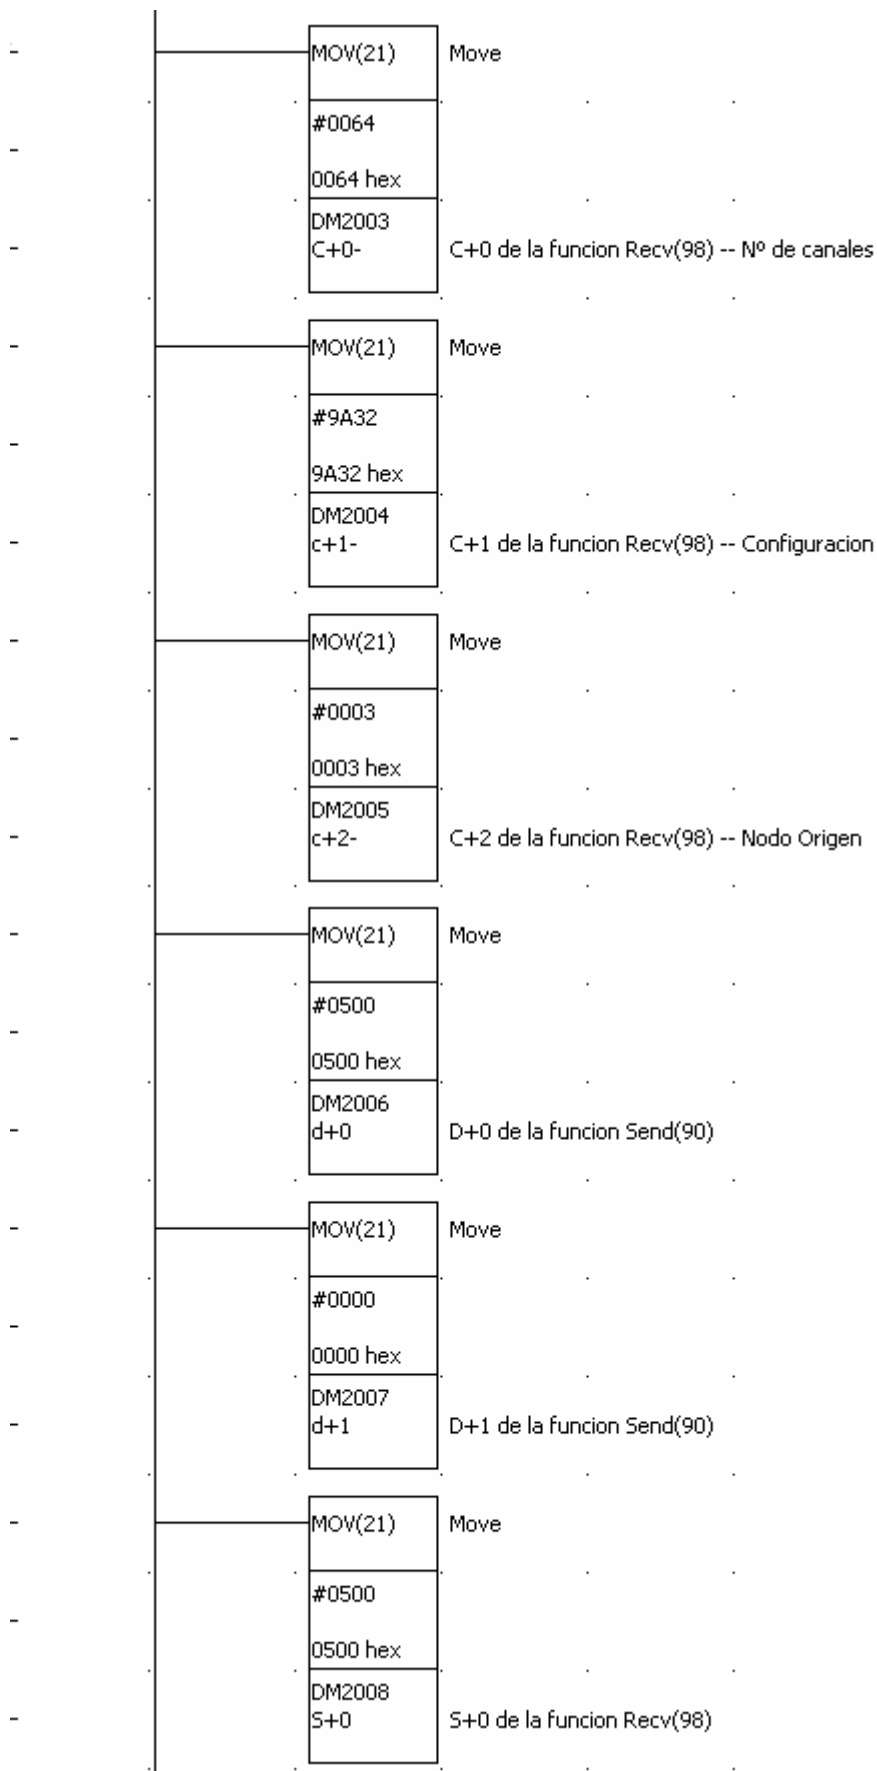 MOV(21) Move
#0064
0064 hex
DM2003
C+0- C+0 de la funcion Recv(98) -- Nº de canales
MOV(21) Move
#9A32
9A32 hex
DM2004
c+1- C+1 de la funcion Recv(98) -- Configuracion
MOV(21) Move
#0003
0003 hex
DM2005
c+2- C+2 de la funcion Recv(98) -- Nodo Origen
MOV(21) Move
#0500
0500 hex
DM2006
d+0 D+0 de la funcion Send(90)
MOV(21) Move
#0000
0000 hex
DM2007
d+1 D+1 de la funcion Send(90)
MOV(21) Move
#0500
0500 hex
DM2008
S+0 S+0 de la funcion Recv(98)